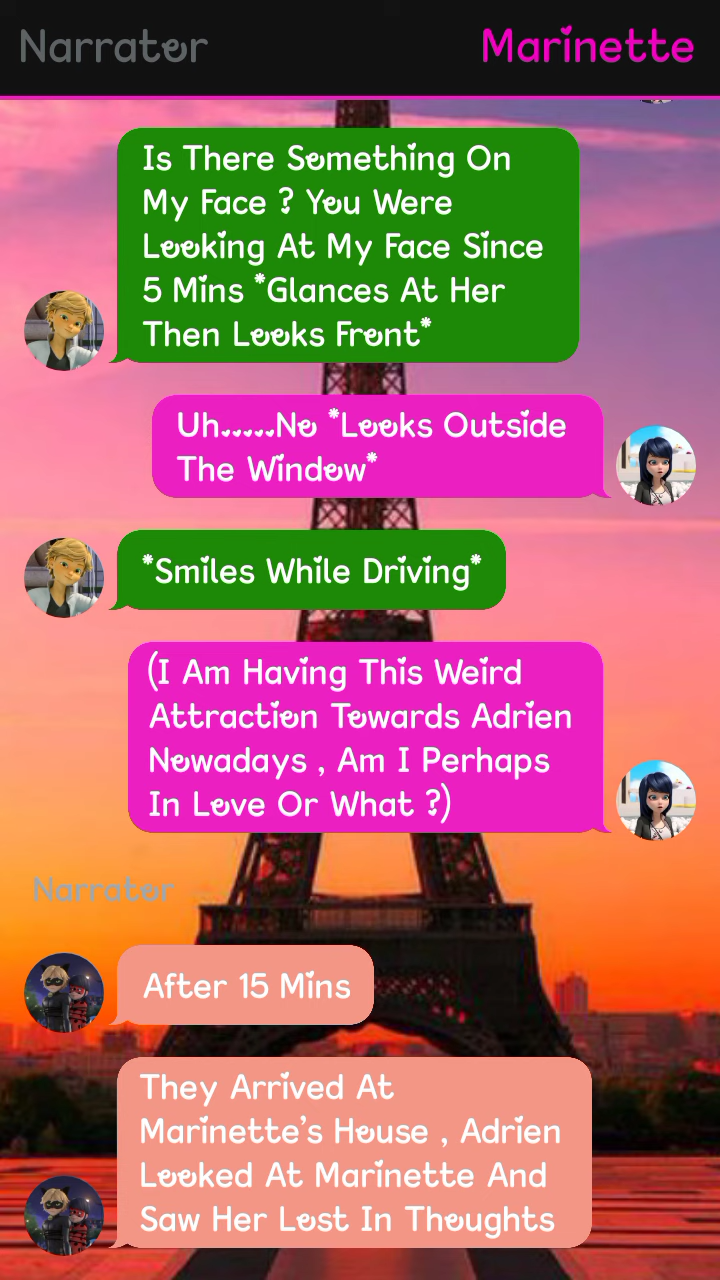 Narrator
Marinette
Is There Something On
My Face ? You Were
Looking At My Face Since
5 Mins *Glances At Her
Then Looks Front*
Uh.....No *Looks Outside
The Window*
*Smiles While Driving*
(I Am Having This Weird
Attraction Towards Adrien
Nowadays , Am I Perhaps
In Love Or What ?)
Narrator
After 15 Mins
They Arrived At
Marinette's House , Adrien
Looked At Marinette And
Saw Her Lost In Thoughts